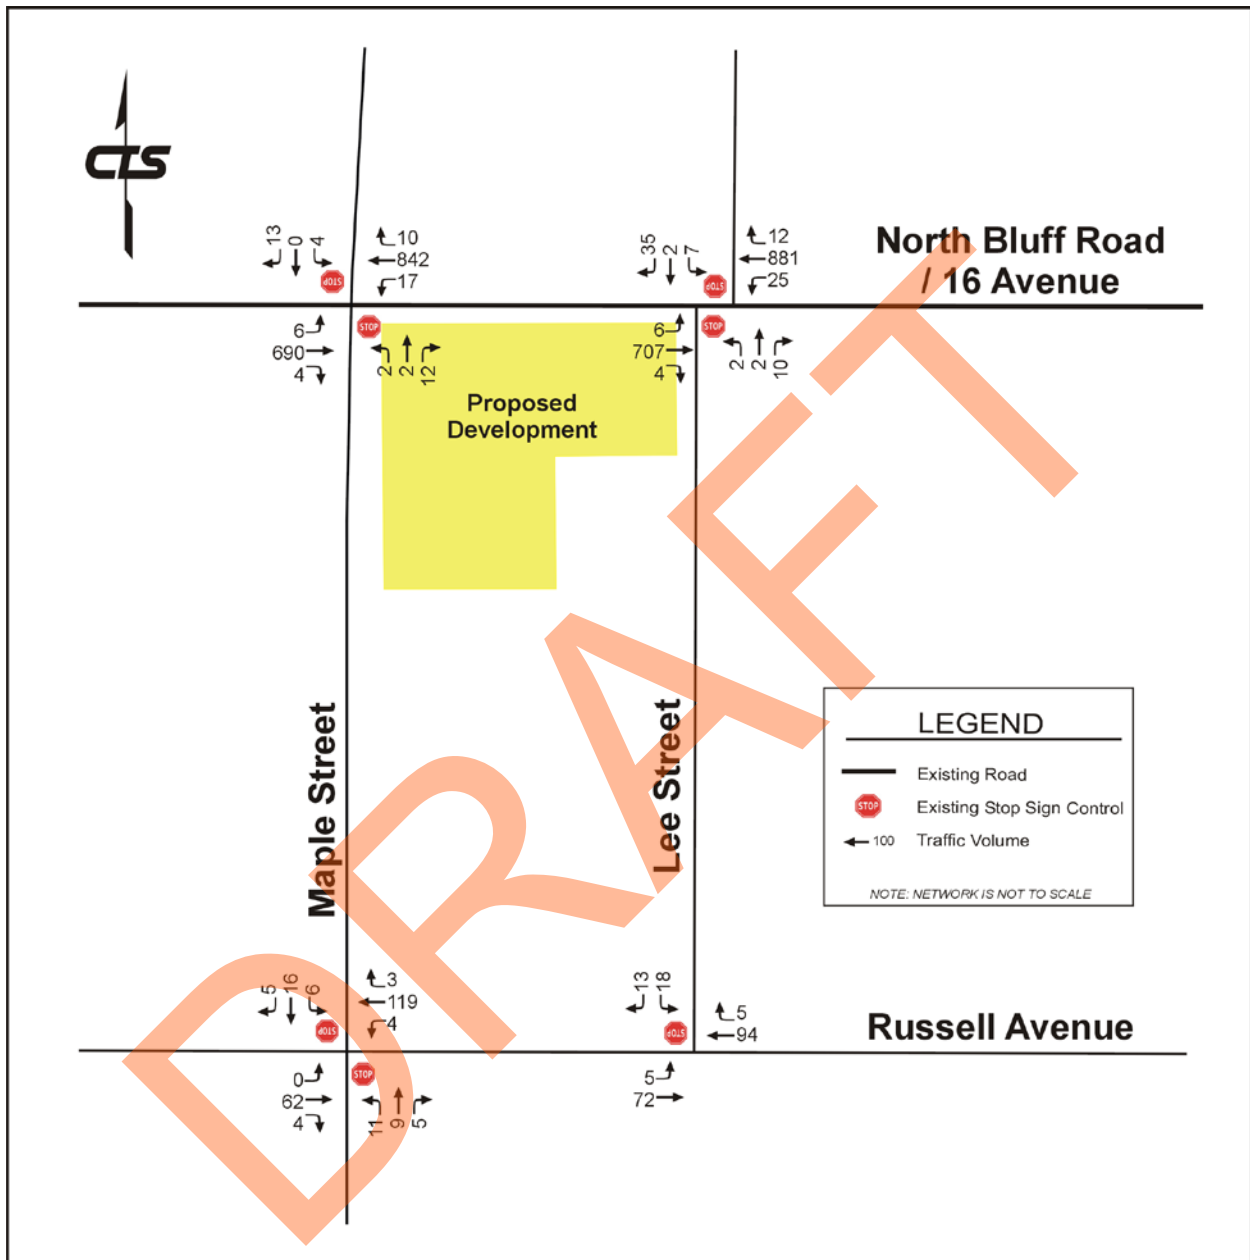 CTS
13 0 4
10
842
17
35 2 7
12
881
25
North Bluff Road
/ 16 Avenue
STOP
STOP
6
690
4
STOP
2 2 12
6
707
4
STOP
2 2 10
Proposed
Development
Maple Street
Lee Street
LEGEND
Existing Road
STOP Existing Stop Sign Control
100 Traffic Volume
NOTE: NETWORK IS NOT TO SCALE
DRAFT
5 16 6
3
119
4
13 18
5
94
STOP
STOP
Russell Avenue
0
62
4
STOP
11 9 5
5
72